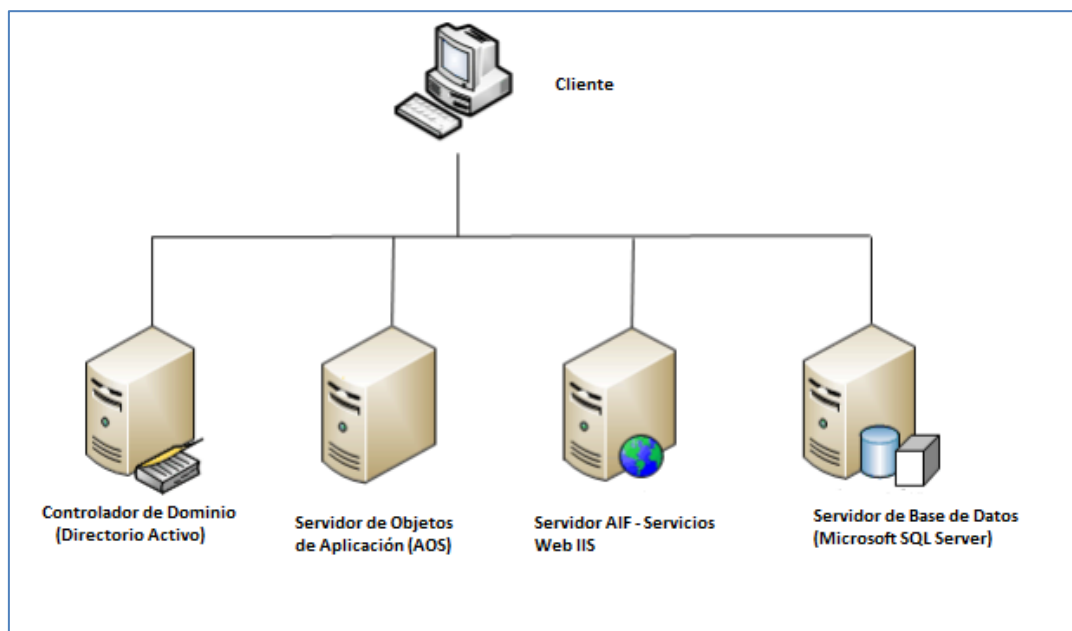 Cliente
Controlador de Dominio
(Directorio Activo)
Servidor de Objetos
de Aplicación (AOS)
Servidor AIF - Servicios
Web IIS
Servidor de Base de Datos
(Microsoft SQL Server)